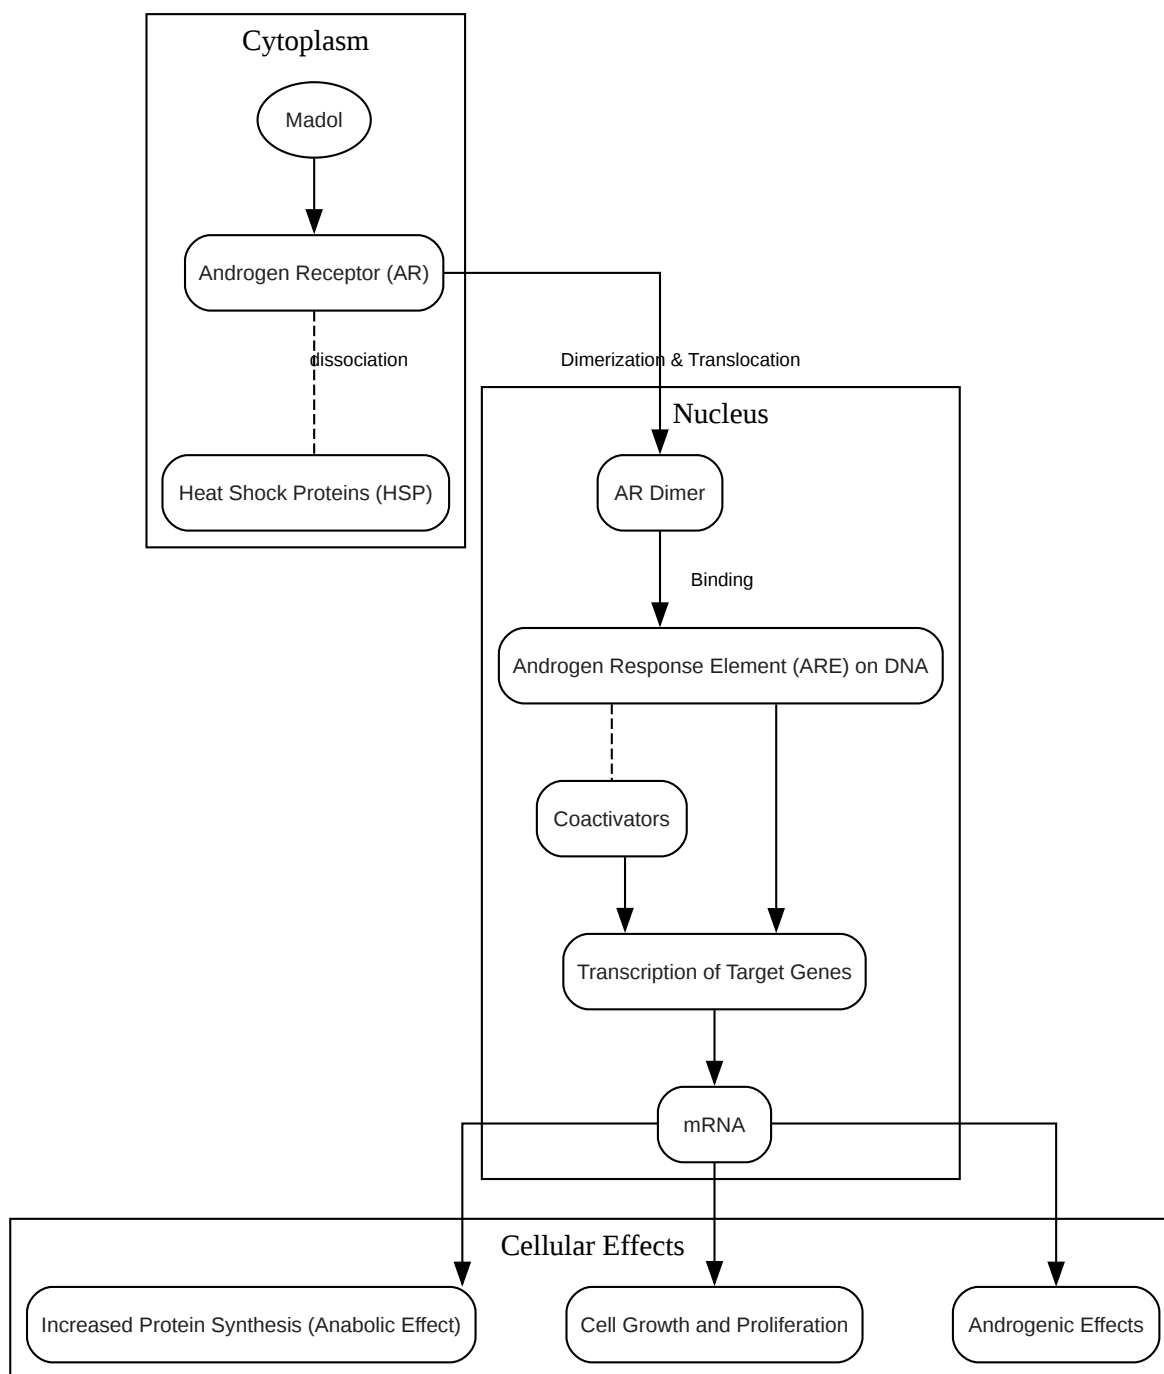 Cytoplasm
Madol
Androgen Receptor (AR)
dissociation
Heat Shock Proteins (HSP)
Dimerization & Translocation
Nucleus
AR Dimer
Binding
Androgen Response Element (ARE) on DNA
Coactivators
Transcription of Target Genes
mRNA
Cellular Effects
Increased Protein Synthesis (Anabolic Effect)
Cell Growth and Proliferation
Androgenic Effects